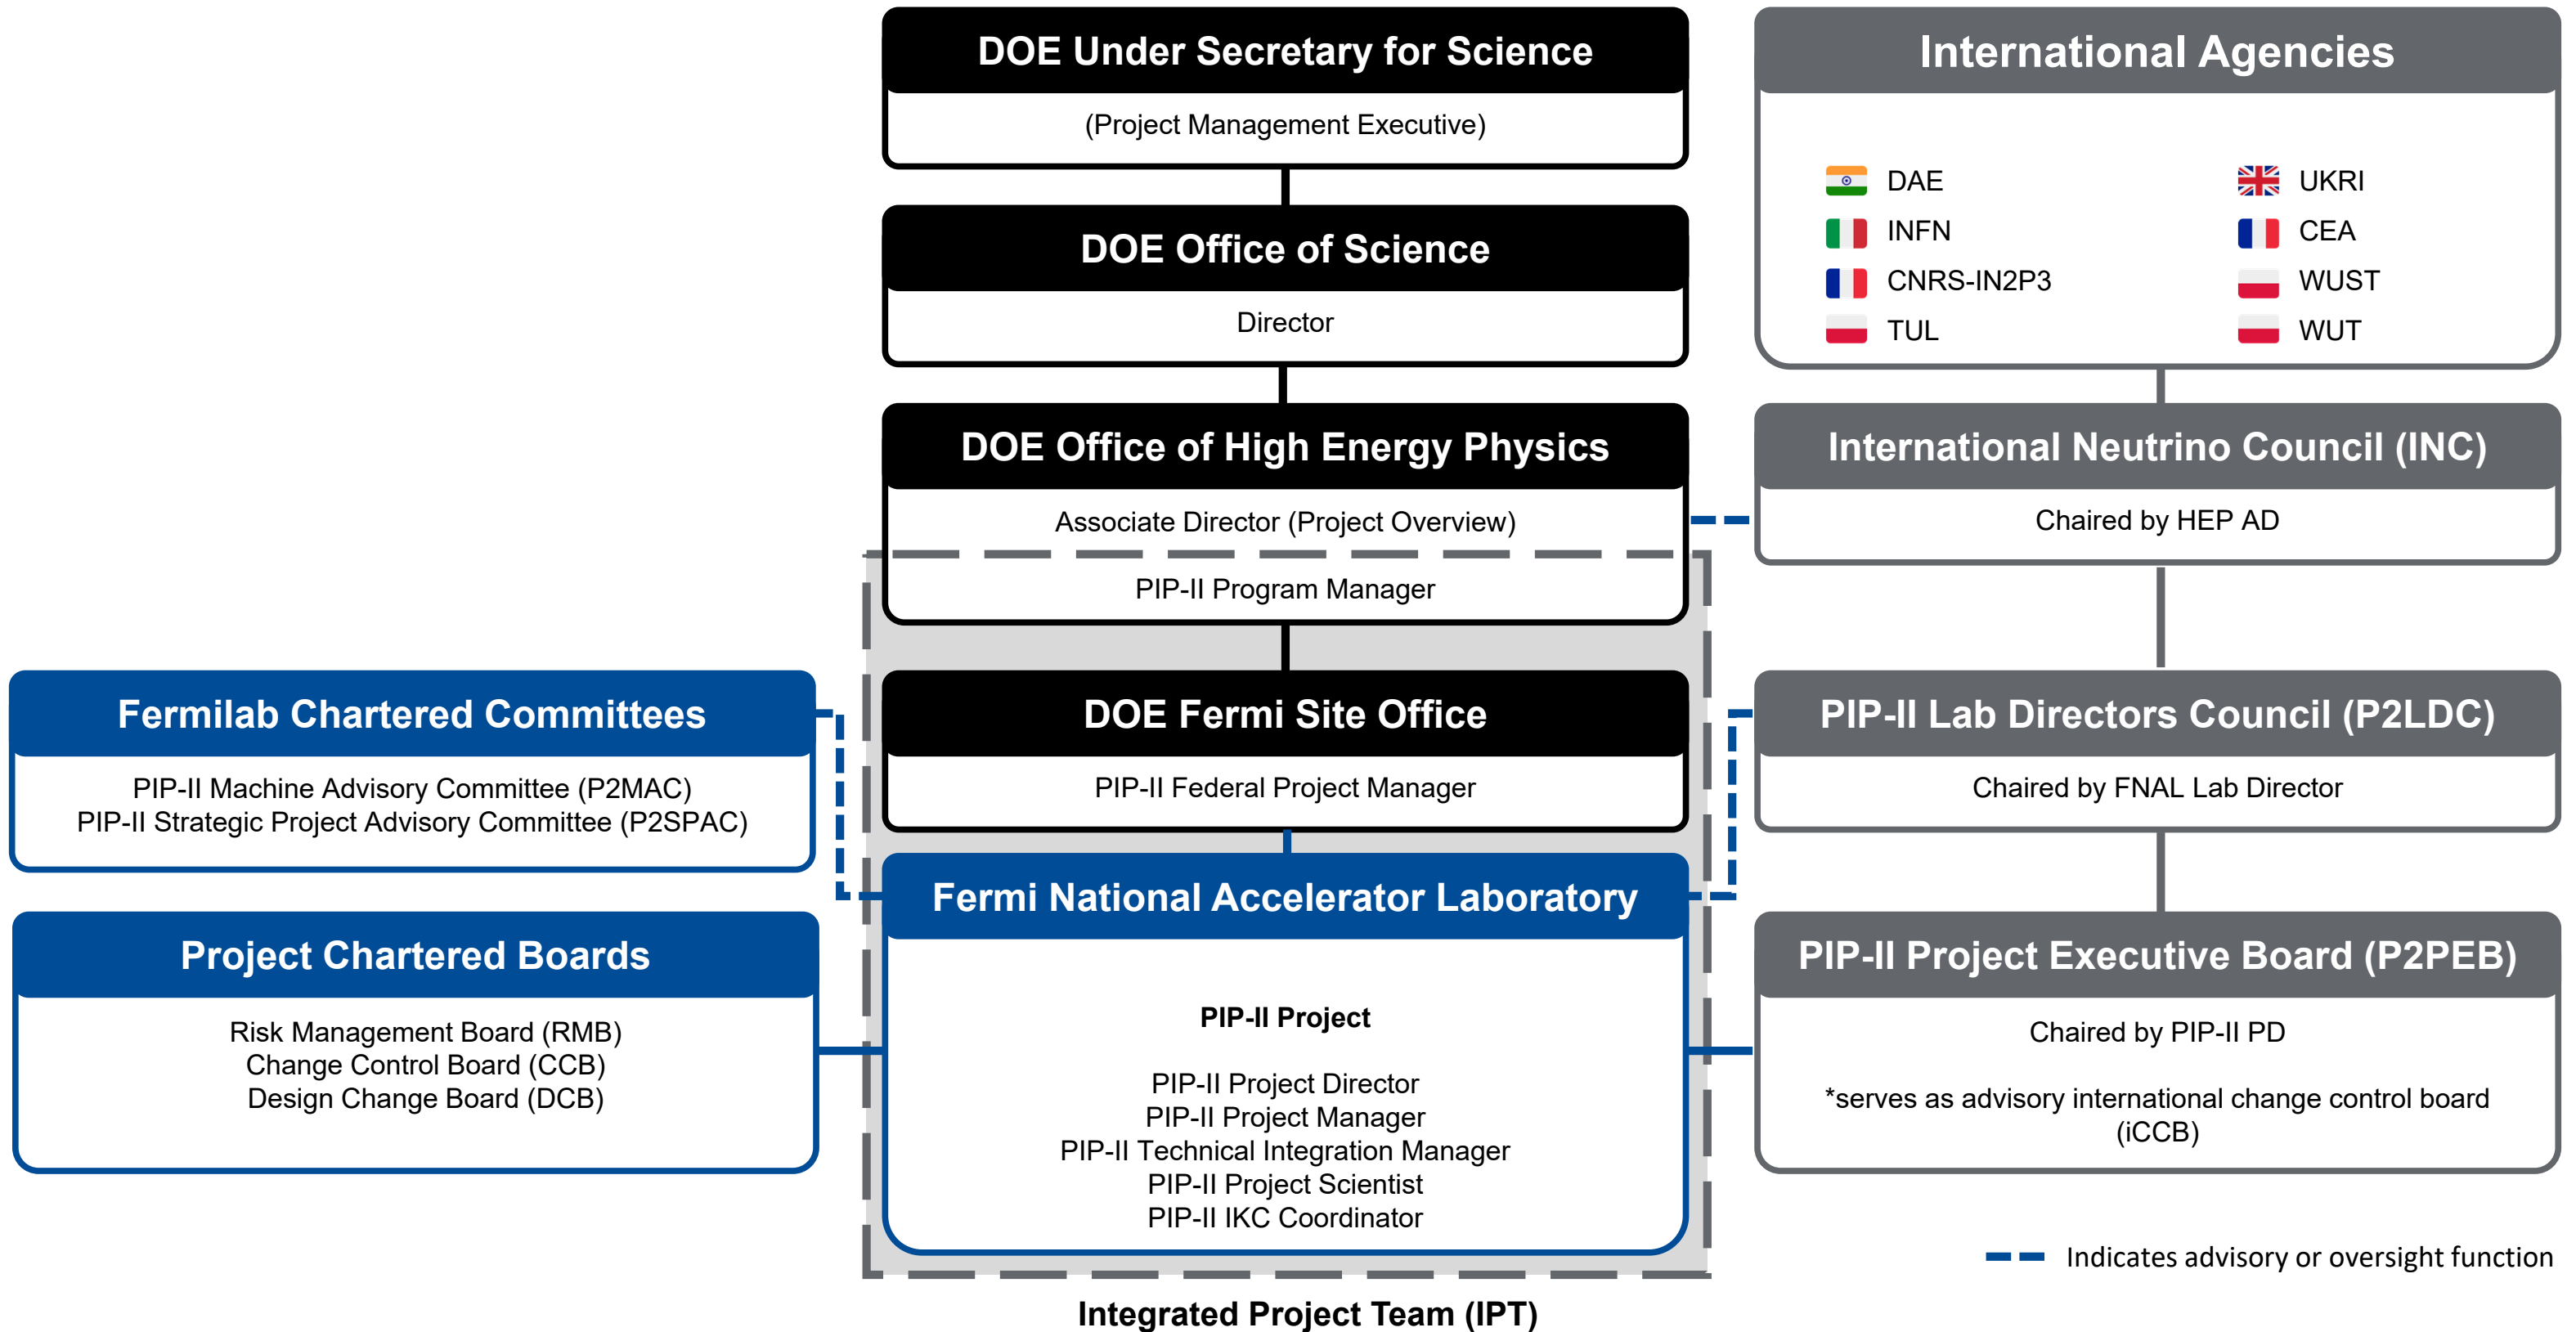 DOE Under Secretary for Science
(Project Management Executive)
DOE Office of Science
Director
DOE Office of High Energy Physics
Associate Director (Project Overview)
PIP-II Program Manager
DOE Fermi Site Office
PIP-II Federal Project Manager
Fermi National Accelerator Laboratory
PIP-II Project
PIP-II Project Director
PIP-II Project Manager
PIP-II Technical Integration Manager
PIP-II Project Scientist
PIP-II IKC Coordinator
Integrated Project Team (IPT)
Fermilab Chartered Committees
PIP-II Machine Advisory Committee (P2MAC)
PIP-II Strategic Project Advisory Committee (P2SPAC)
Project Chartered Boards
Risk Management Board (RMB)
Change Control Board (CCB)
Design Change Board (DCB)
International Agencies
DAE
INFN
CNRS-IN2P3
TUL
UKRI
CEA
WUST
WUT
International Neutrino Council (INC)
Chaired by HEP AD
PIP-II Lab Directors Council (P2LDC)
Chaired by FNAL Lab Director
PIP-II Project Executive Board (P2PEB)
Chaired by PIP-II PD
*serves as advisory international change control board
(iCCB)
Indicates advisory or oversight function